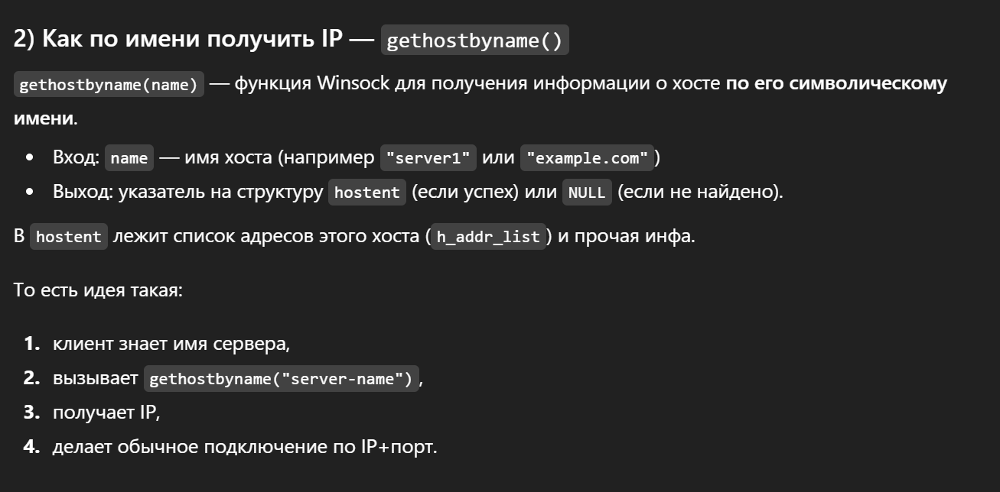 2) Как по имени получить IP — gethostbyname()
gethostbyname(name) — функция Winsock для получения информации о хосте по его символическому
имени.
• Вход: name — имя хоста (например "server1" или "example.com")
• Выход: указатель на структуру hostent (если успех) или NULL (если не найдено).
В hostent лежит список адресов этого хоста (h_addr_list) и прочая инфа.
То есть идея такая:
1. клиент знает имя сервера,
2. вызывает gethostbyname("server-name"),
3. получает IP,
4. делает обычное подключение по IP+порт.